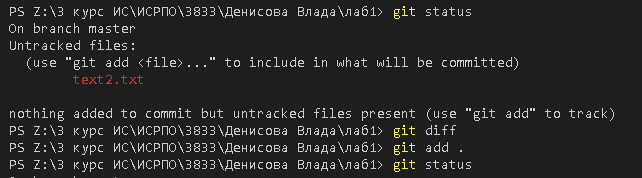 PS Z:\3 курс ИС\ИСРПО\3833\Денисова Влада\лаб1> git status
On branch master
Untracked files:
  (use "git add <file>..." to include in what will be committed)
        text2.txt

nothing added to commit but untracked files present (use "git add" to track)
PS Z:\3 курс ИС\ИСРПО\3833\Денисова Влада\лаб1> git diff
PS Z:\3 курс ИС\ИСРПО\3833\Денисова Влада\лаб1> git add .
PS Z:\3 курс ИС\ИСРПО\3833\Денисова Влада\лаб1> git status